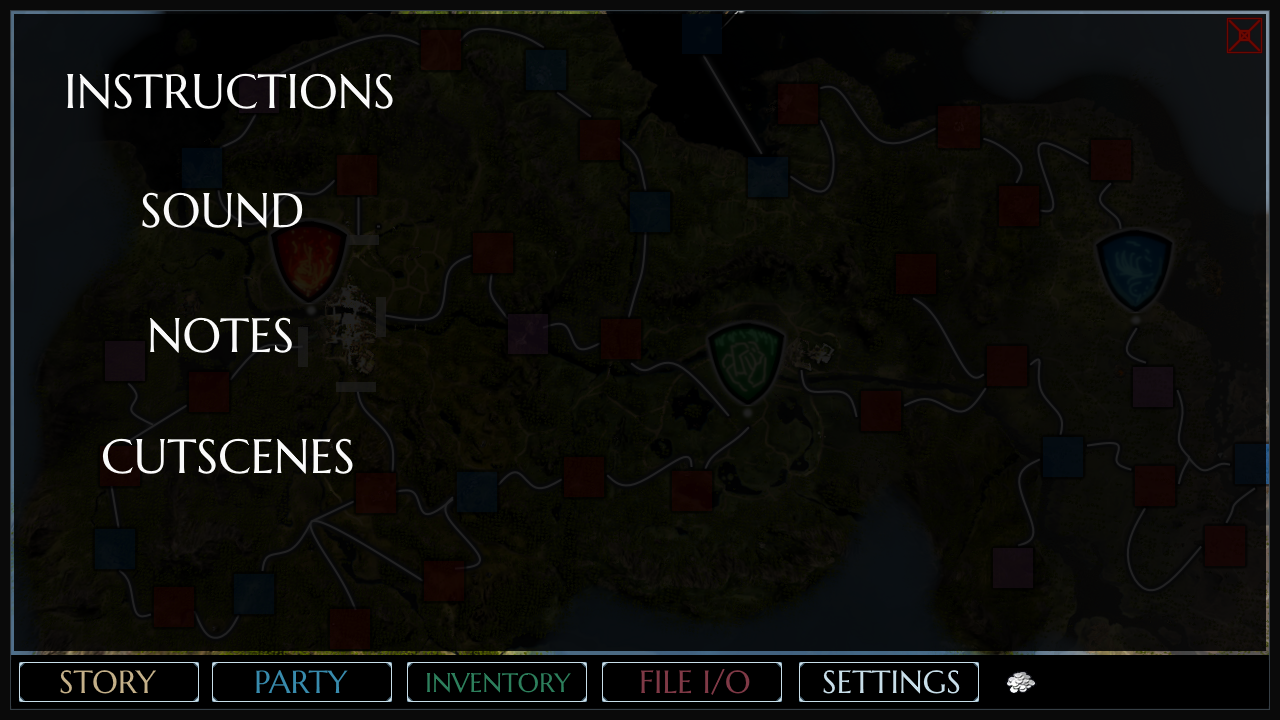 INSTRUCTIONS
SOUND
NOTES
CUTSCENES
STORY PARTY INVENTORY FILE I/O SETTINGS